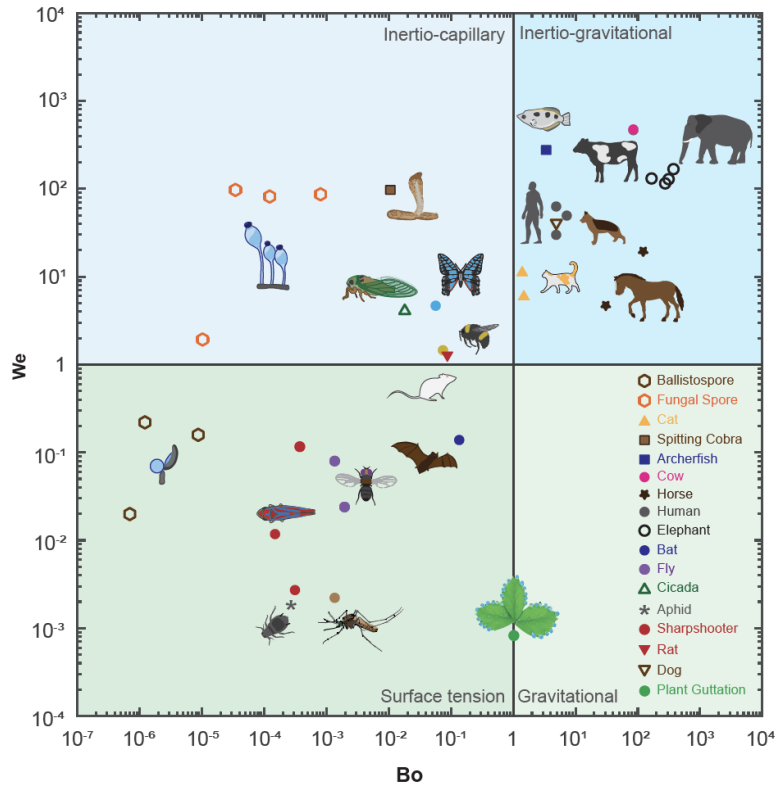 10⁴
Inertio-capillary
Inertio-gravitational
10³
10²
10¹
We
1
Ballistospore
Fungal Spore
Cat
Spitting Cobra
10⁻¹
Archerfish
Cow
Horse
Human
Elephant
10⁻²
Bat
Fly
Cicada
Aphid
10⁻³
Sharpshooter
Rat
Dog
Plant Guttation
Surface tension
Gravitational
10⁻⁴
10⁻⁷ 10⁻⁶ 10⁻⁵ 10⁻⁴ 10⁻³ 10⁻² 10⁻¹ 1 10¹ 10² 10³ 10⁴
Bo